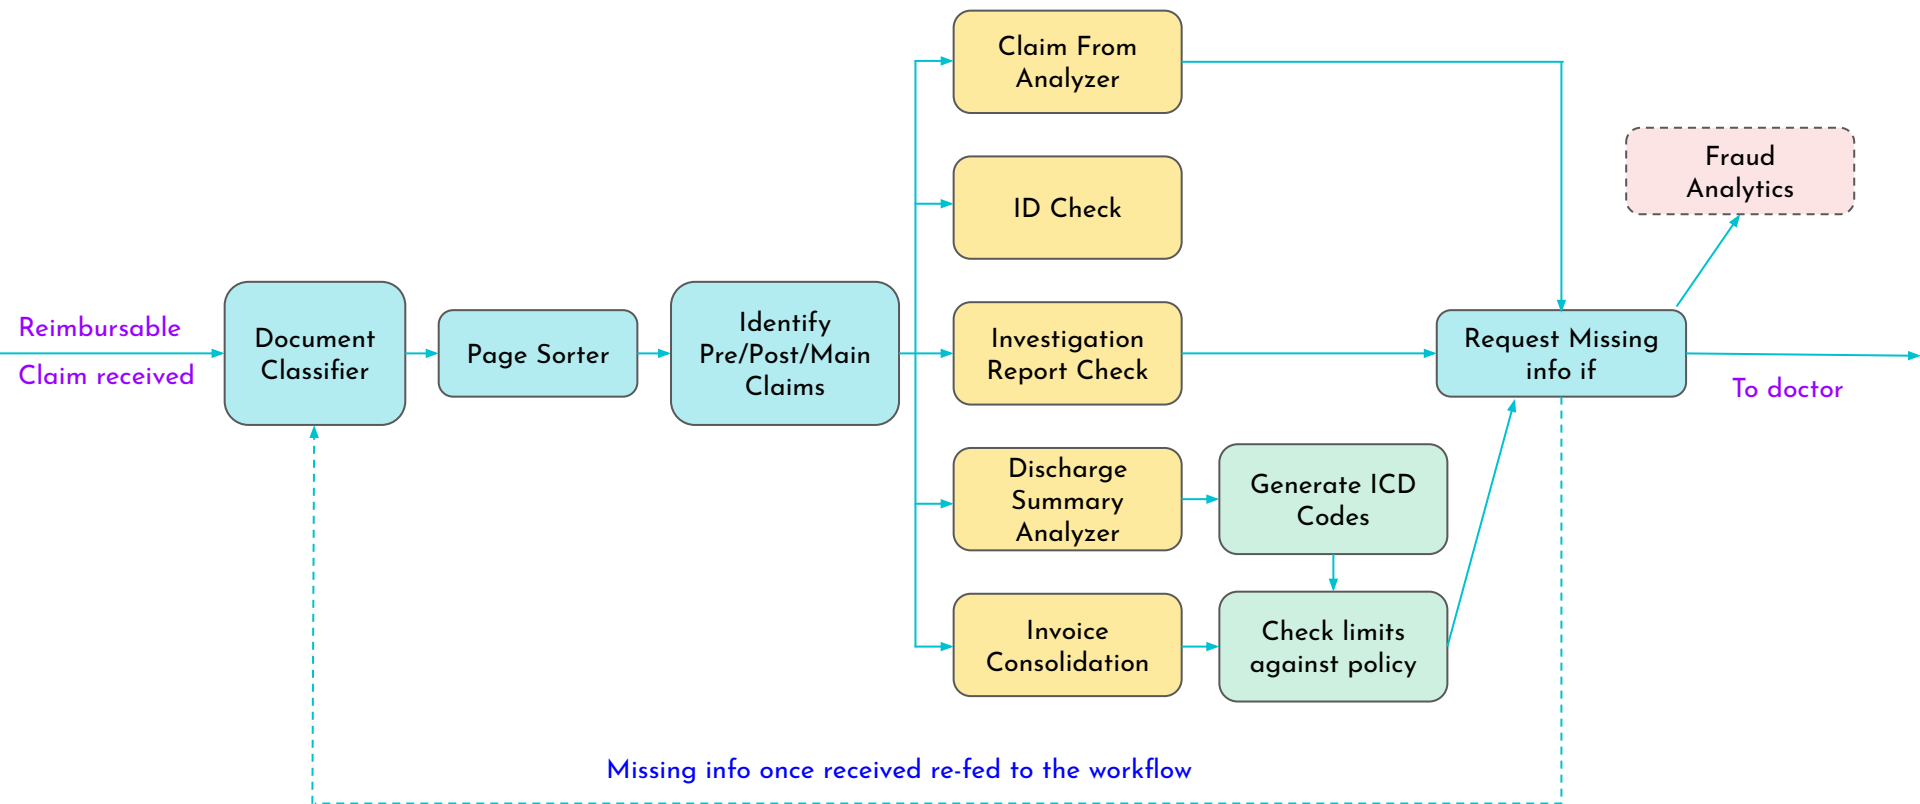 Reimbursable
Claim received
Document
Classifier
Page Sorter
Identify
Pre/Post/Main
Claims
Claim From
Analyzer
ID Check
Investigation
Report Check
Discharge
Summary
Analyzer
Invoice
Consolidation
Generate ICD
Codes
Check limits
against policy
Request Missing
info if
Fraud
Analytics
To doctor
Missing info once received re-fed to the workflow